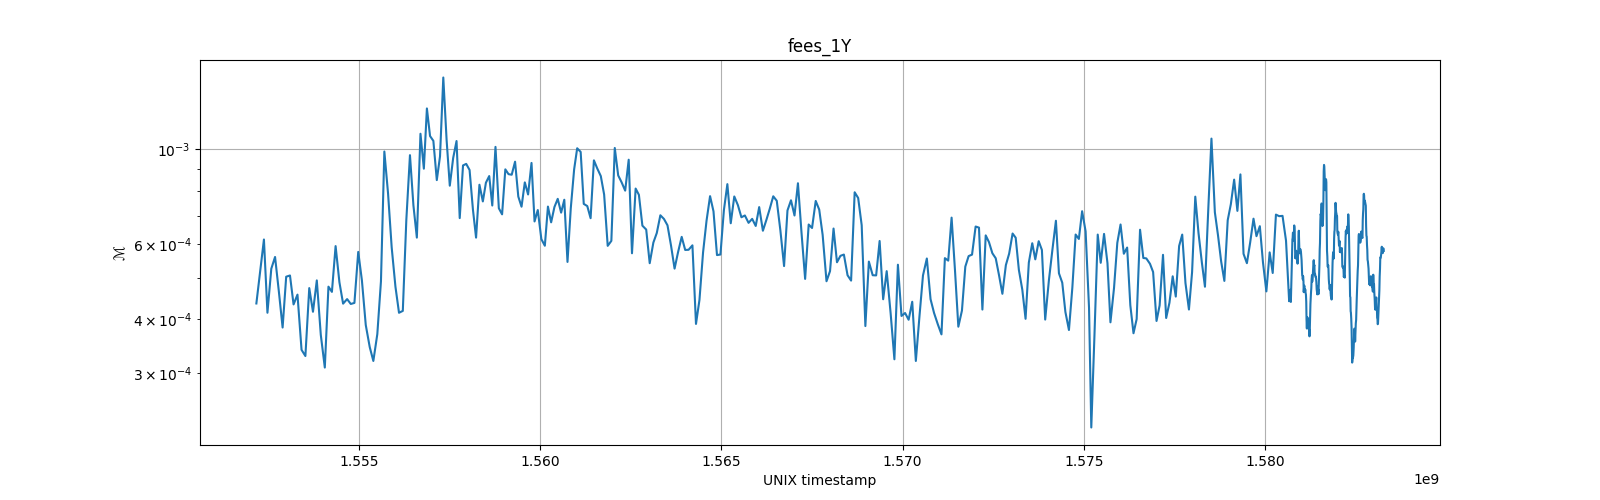 fees_1Y
10⁻³
6 × 10⁻⁴
ℳ
4 × 10⁻⁴
3 × 10⁻⁴
1.555 1.560 1.565 1.570 1.575 1.580
UNIX timestamp 1e9